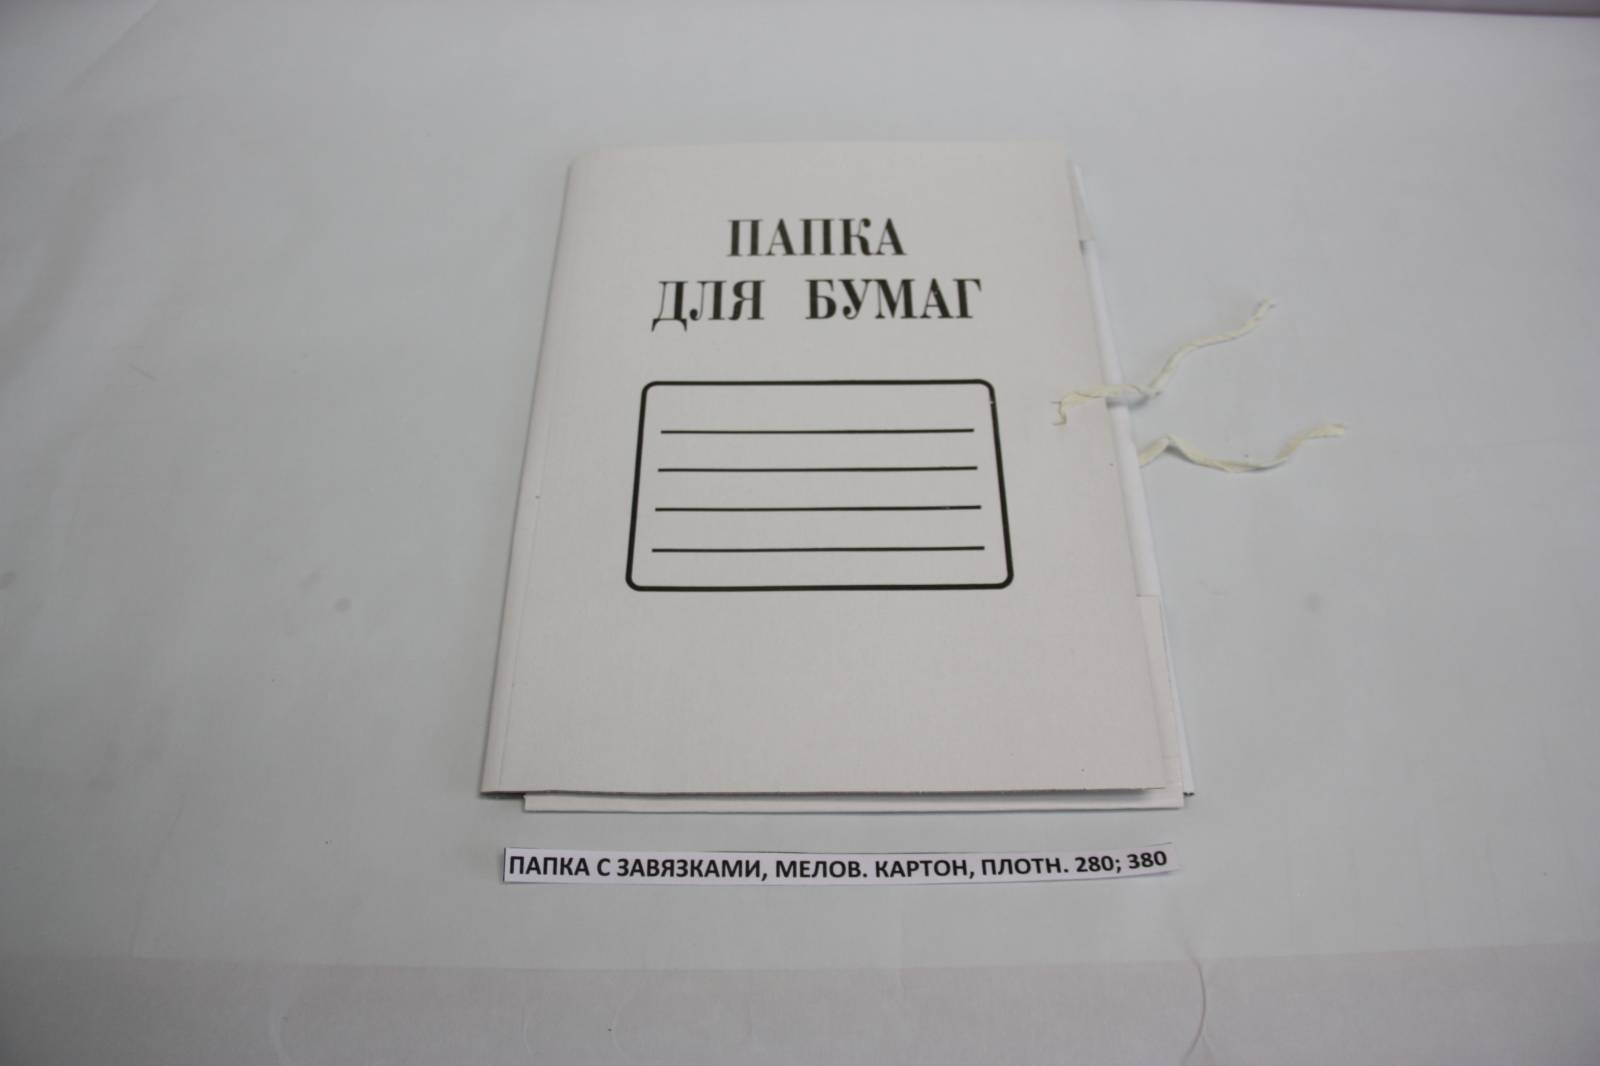 ПАПКА
ДЛЯ БУМАГ
ПАПКА С ЗАВЯЗКАМИ, МЕЛОВ. КАРТОН, ПЛОТН. 280; 380